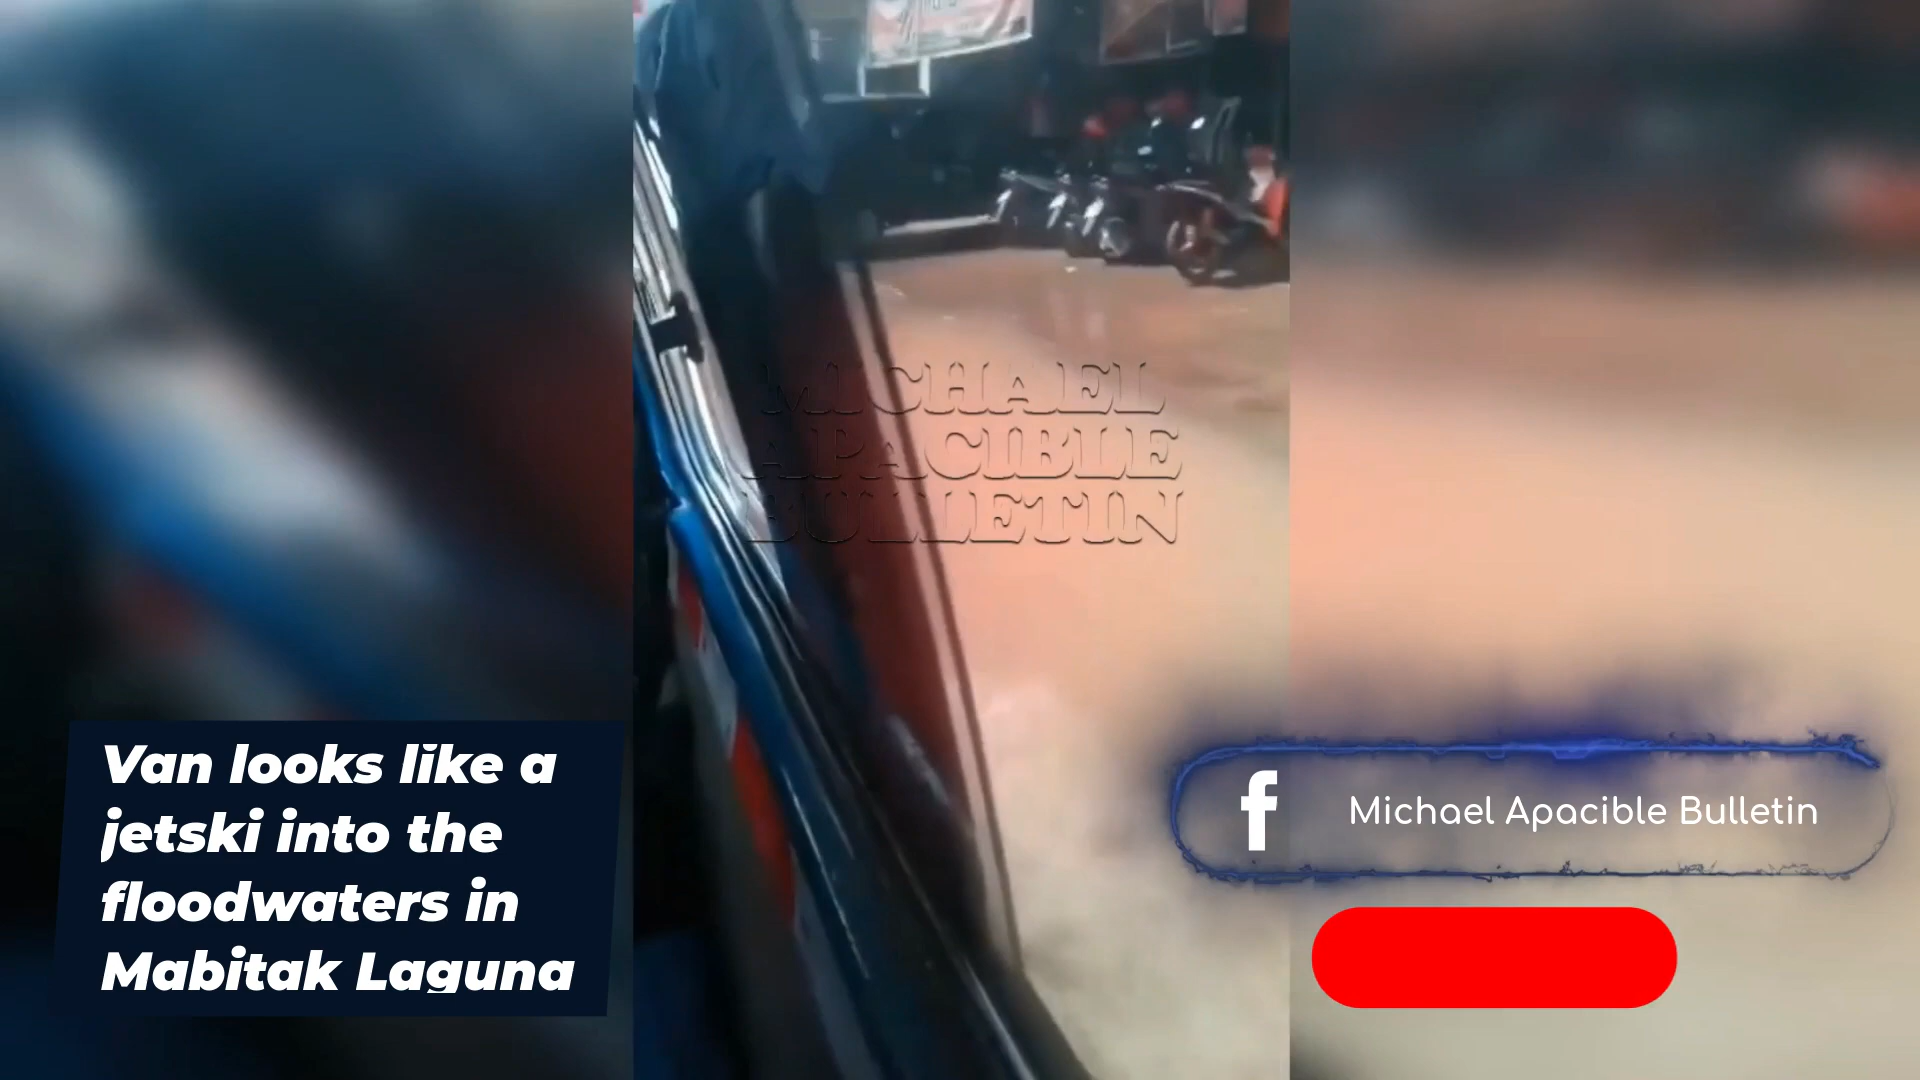 MICHAEL
APACIBLE
BULLETIN
Van looks like a
jetski into the
floodwaters in
Mabitak Laguna
f
Michael Apacible Bulletin